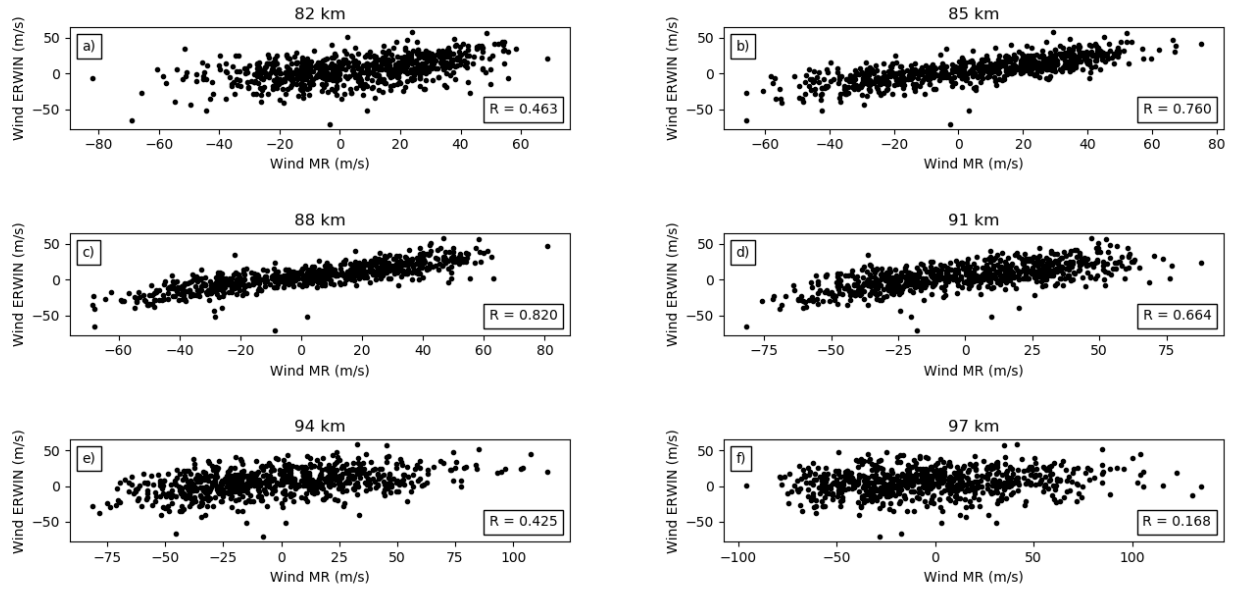 82 km
Wind ERWIN (m/s)
50
0
−50
a)
R = 0.463
−80 −60 −40 −20 0 20 40 60
Wind MR (m/s)
85 km
Wind ERWIN (m/s)
50
0
−50
b)
R = 0.760
−60 −40 −20 0 20 40 60 80
Wind MR (m/s)
88 km
Wind ERWIN (m/s)
50
0
−50
c)
R = 0.820
−60 −40 −20 0 20 40 60 80
Wind MR (m/s)
91 km
Wind ERWIN (m/s)
50
0
−50
d)
R = 0.664
−75 −50 −25 0 25 50 75
Wind MR (m/s)
94 km
Wind ERWIN (m/s)
50
0
−50
e)
R = 0.425
−75 −50 −25 0 25 50 75 100
Wind MR (m/s)
97 km
Wind ERWIN (m/s)
50
0
−50
f)
R = 0.168
−100 −50 0 50 100
Wind MR (m/s)